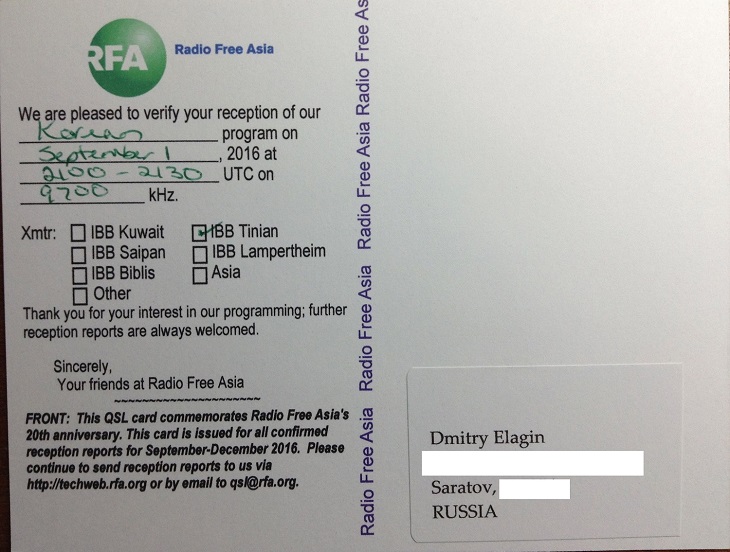 RFA
Radio Free Asia
We are pleased to verify your reception of our
Korean program on
September 1, 2016 at
2100 - 2130 UTC on
9700 kHz.
Xmtr: IBB Kuwait IBB Tinian
IBB Saipan IBB Lampertheim
IBB Biblis Asia
Other
Thank you for your interest in our programming; further
reception reports are always welcomed.
Sincerely,
Your friends at Radio Free Asia
~~~~~~~~~~~~~~~~~~~~
FRONT: This QSL card commemorates Radio Free Asia's
20th anniversary. This card is issued for all confirmed
reception reports for September-December 2016. Please
continue to send reception reports to us via
http://techweb.rfa.org or by email to qsl@rfa.org.
Radio Free Asia Radio Free Asia Radio Free Asia Radio Free As
Dmitry Elagin
Saratov,
RUSSIA